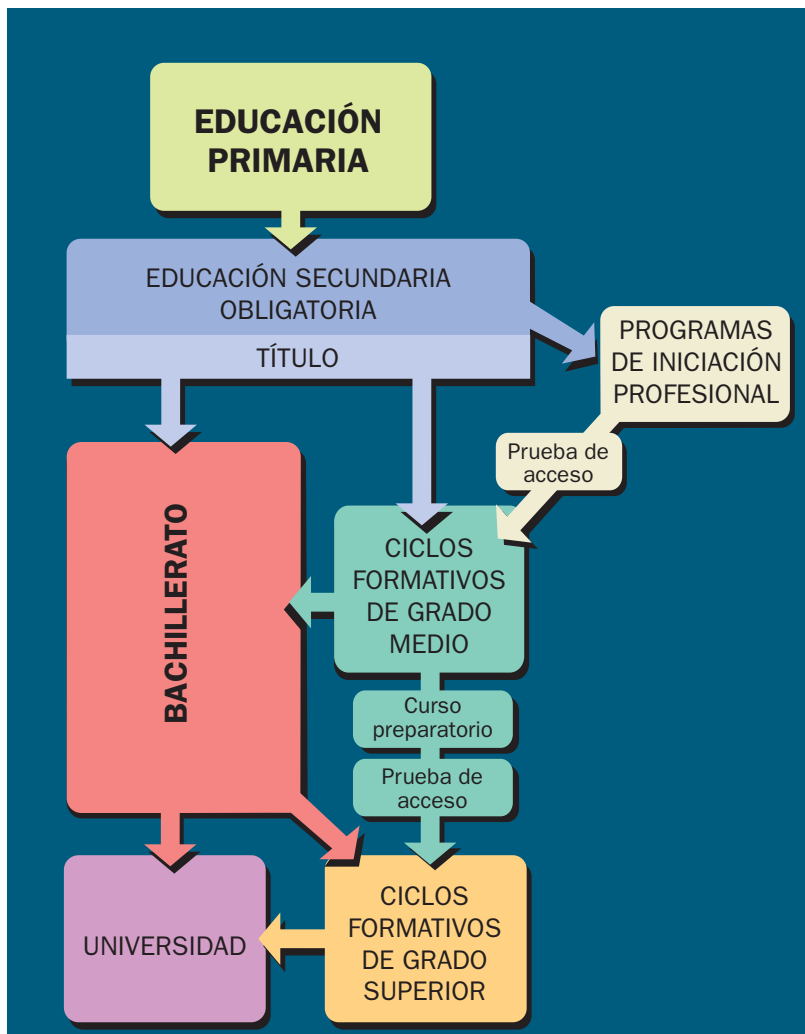 EDUCACIÓN
PRIMARIA
EDUCACIÓN SECUNDARIA
OBLIGATORIA
TÍTULO
PROGRAMAS
DE INICIACIÓN
PROFESIONAL
Prueba de
acceso
BACHILLERATO
CICLOS
FORMATIVOS
DE GRADO
MEDIO
Curso
preparatorio
Prueba de
acceso
UNIVERSIDAD
CICLOS
FORMATIVOS
DE GRADO
SUPERIOR